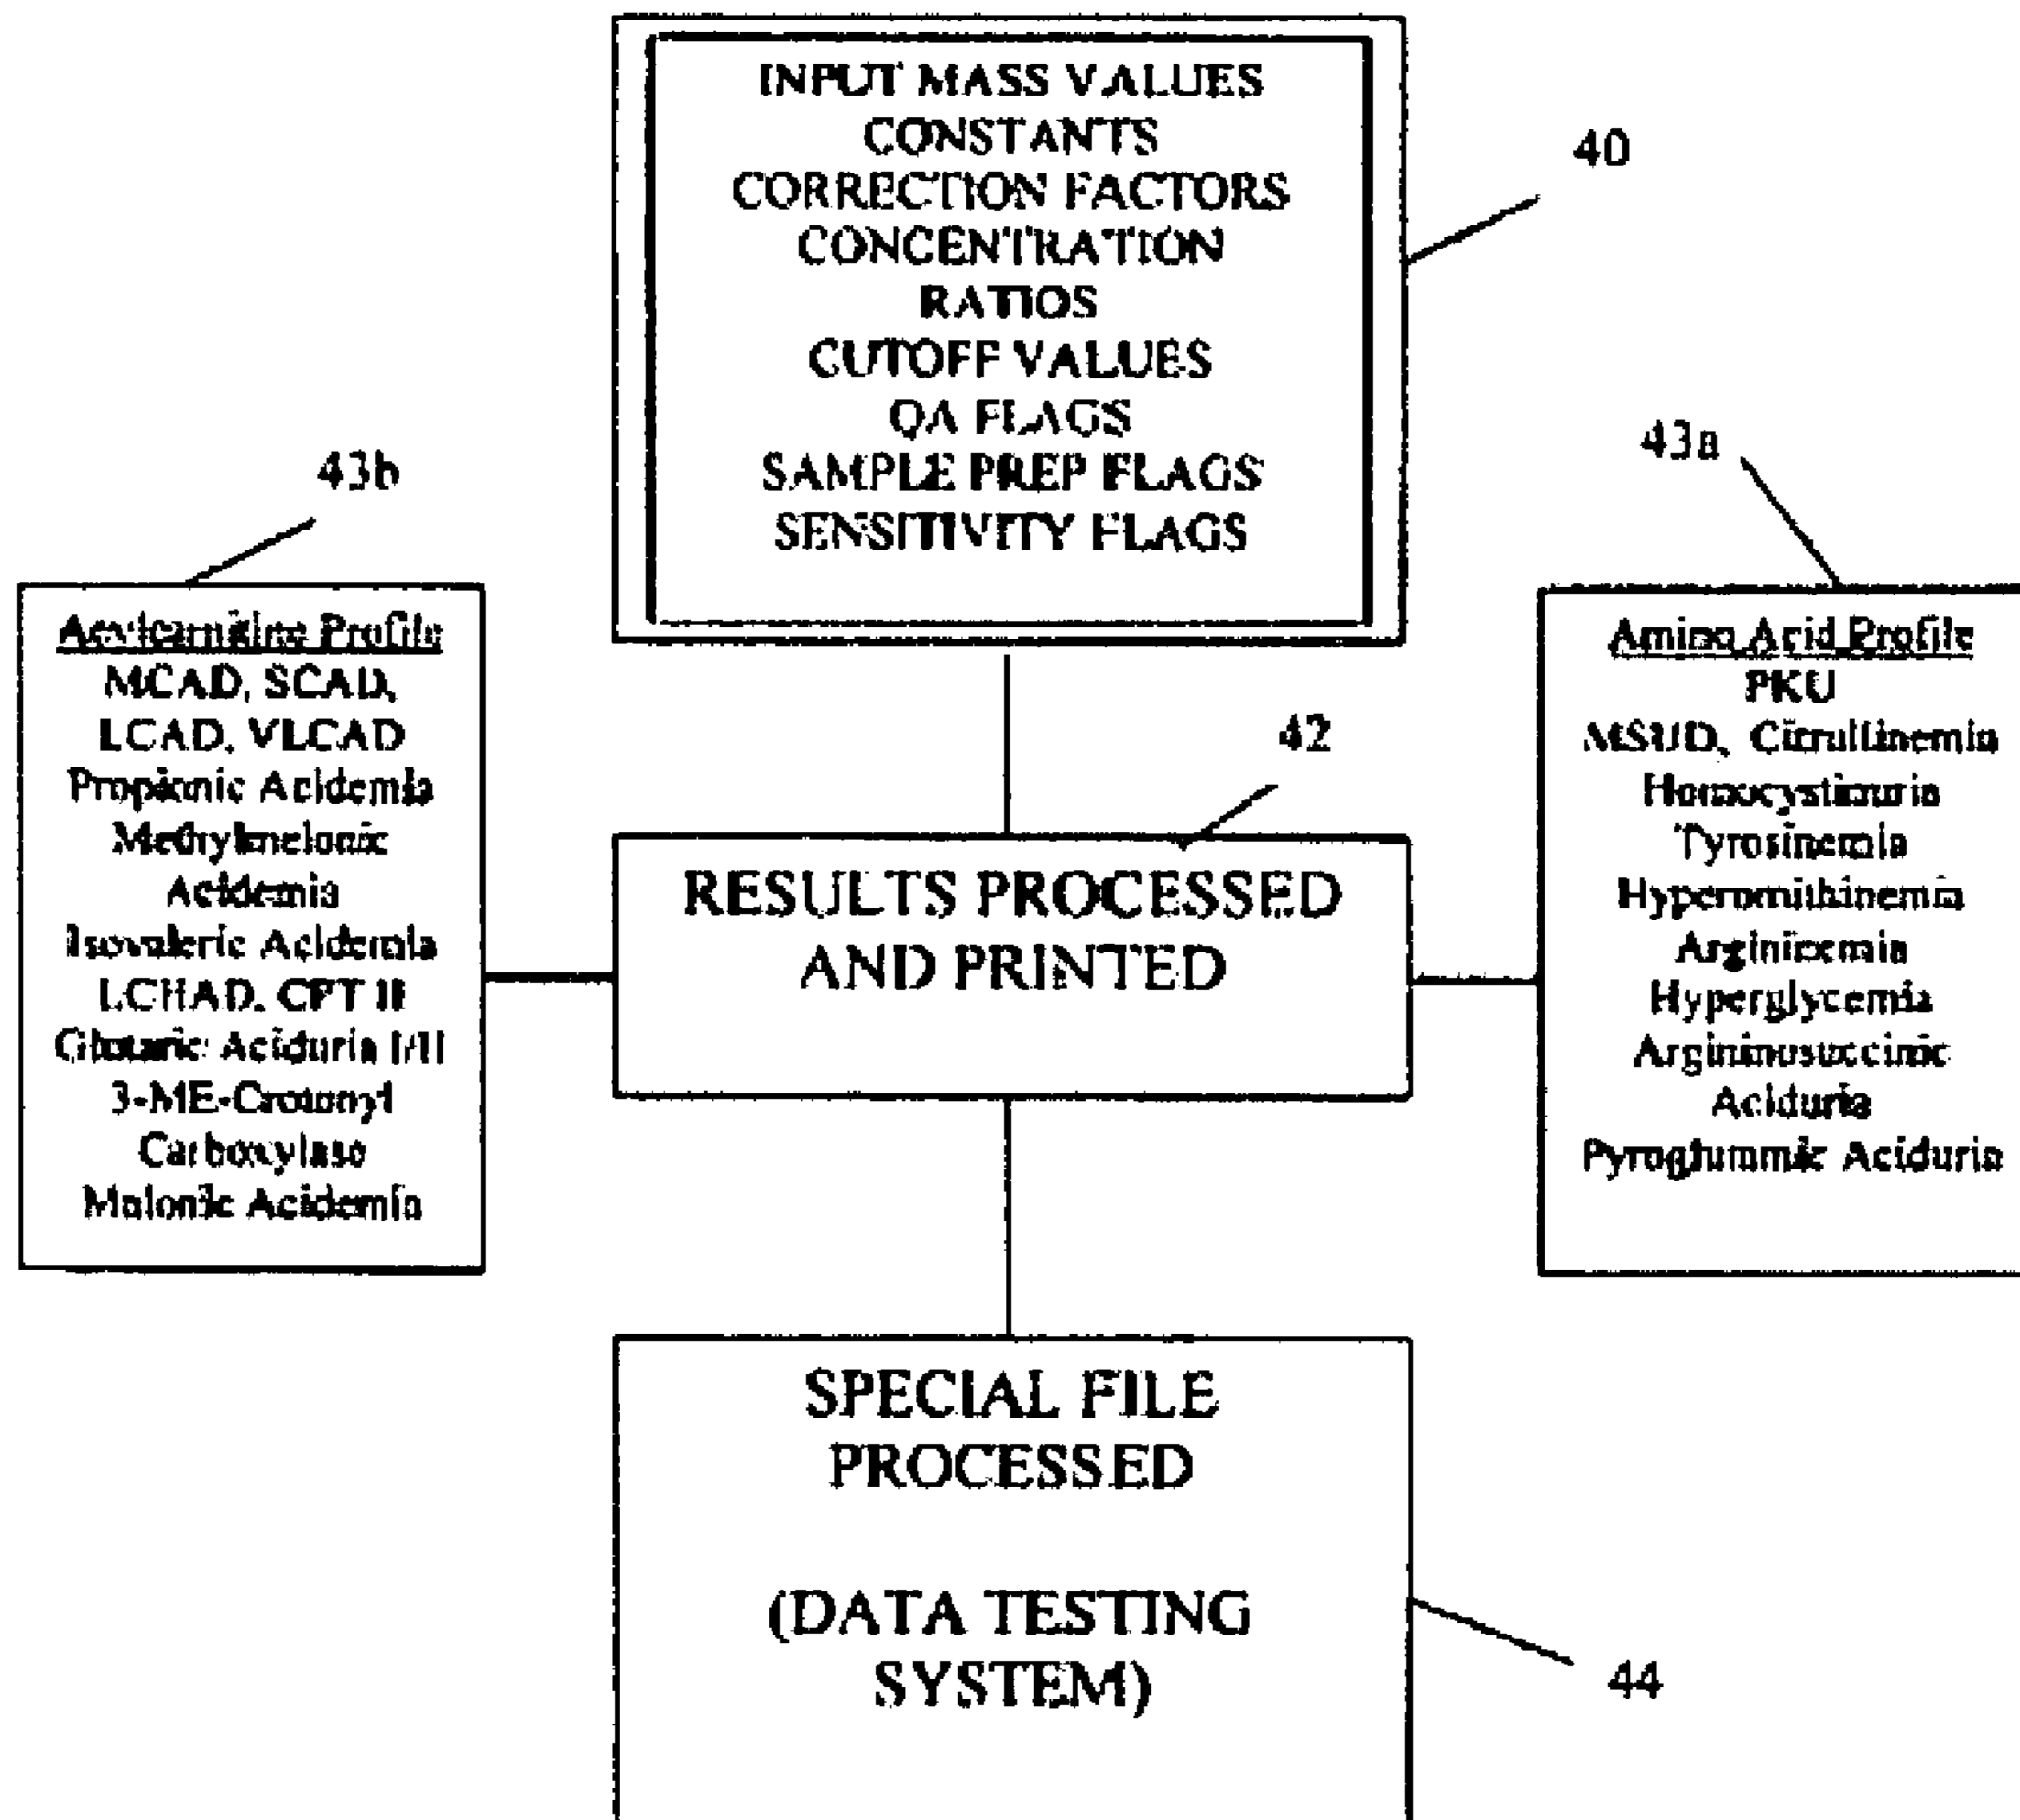 INPUT MASS VALUES
CONSTANTS
CORRECTION FACTORS
CONCENTRATION
RATIOS
CUTOFF VALUES
QA FLAGS
SAMPLE PREP FLAGS
SENSITIVITY FLAGS
40
43b
Acylcarnitine Profile
MCAD, SCAD,
LCAD, VLCAD
Propionic Acidemia
Methylmelonic
Acidemia
Isovaleric Acidemia
LCHAD, CPT II
Glutaric Aciduria I/II
3-ME-Crotonyl
Carboxylase
Malonic Acidemia
42
RESULTS PROCESSED
AND PRINTED
43a
Amino Acid Profile
PKU
MSUD, Citrullinemia
Homocystinuria
Tyrosinemia
Hyperornithinemia
Argininemia
Hyperglycemia
Argininosuccinic
Aciduria
Pyroglutamic Aciduria
SPECIAL FILE
PROCESSED
(DATA TESTING
SYSTEM)
44